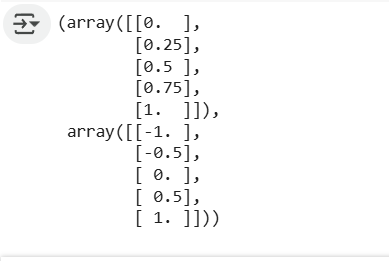 (array([[0.  ],
        [0.25],
        [0.5 ],
        [0.75],
        [1.  ]]),
 array([[-1. ],
        [-0.5],
        [ 0. ],
        [ 0.5],
        [ 1. ]]))